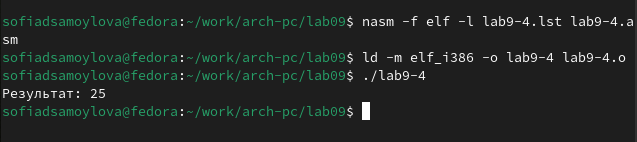 sofiadsamoylova@fedora:~/work/arch-pc/lab09$ nasm -f elf -l lab9-4.lst lab9-4.a
sm
sofiadsamoylova@fedora:~/work/arch-pc/lab09$ ld -m elf_i386 -o lab9-4 lab9-4.o
sofiadsamoylova@fedora:~/work/arch-pc/lab09$ ./lab9-4
Результат: 25
sofiadsamoylova@fedora:~/work/arch-pc/lab09$